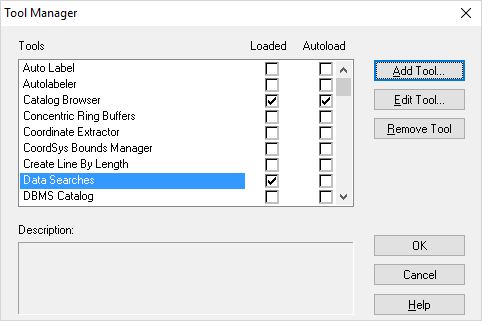 Tool Manager
Tools Loaded Autoload
Auto Label
Autolabeler
Catalog Browser
Concentric Ring Buffers
Coordinate Extractor
CoordSys Bounds Manager
Create Line By Length
Data Searches
DBMS Catalog
Add Tool...
Edit Tool...
Remove Tool
Description:
OK
Cancel
Help